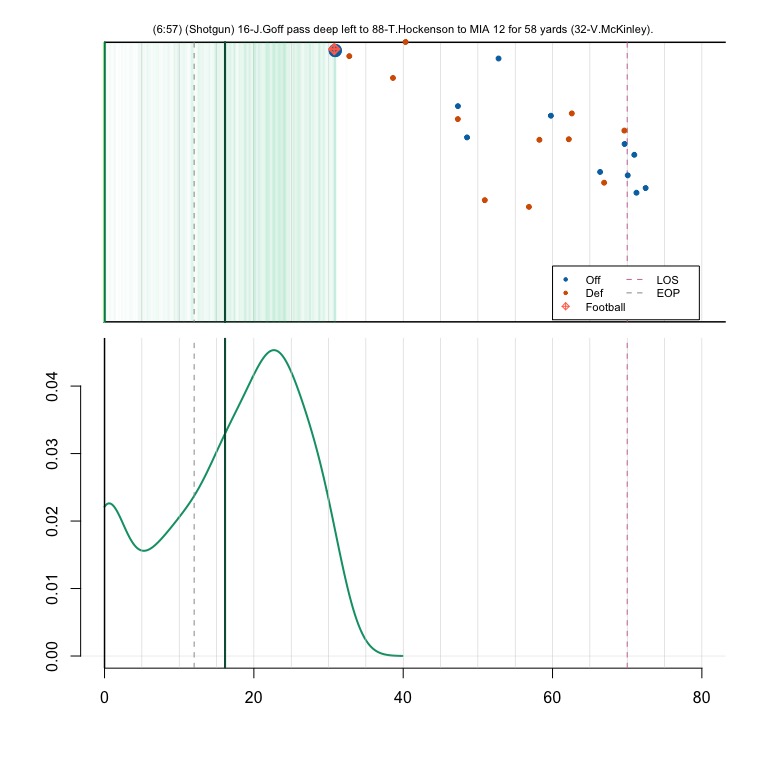 (6:57) (Shotgun) 16-J.Goff pass deep left to 88-T.Hockenson to MIA 12 for 58 yards (32-V.McKinley).
Off
LOS
Def
EOP
Football
0.04
0.03
0.02
0.01
0.00
0 20 40 60 80